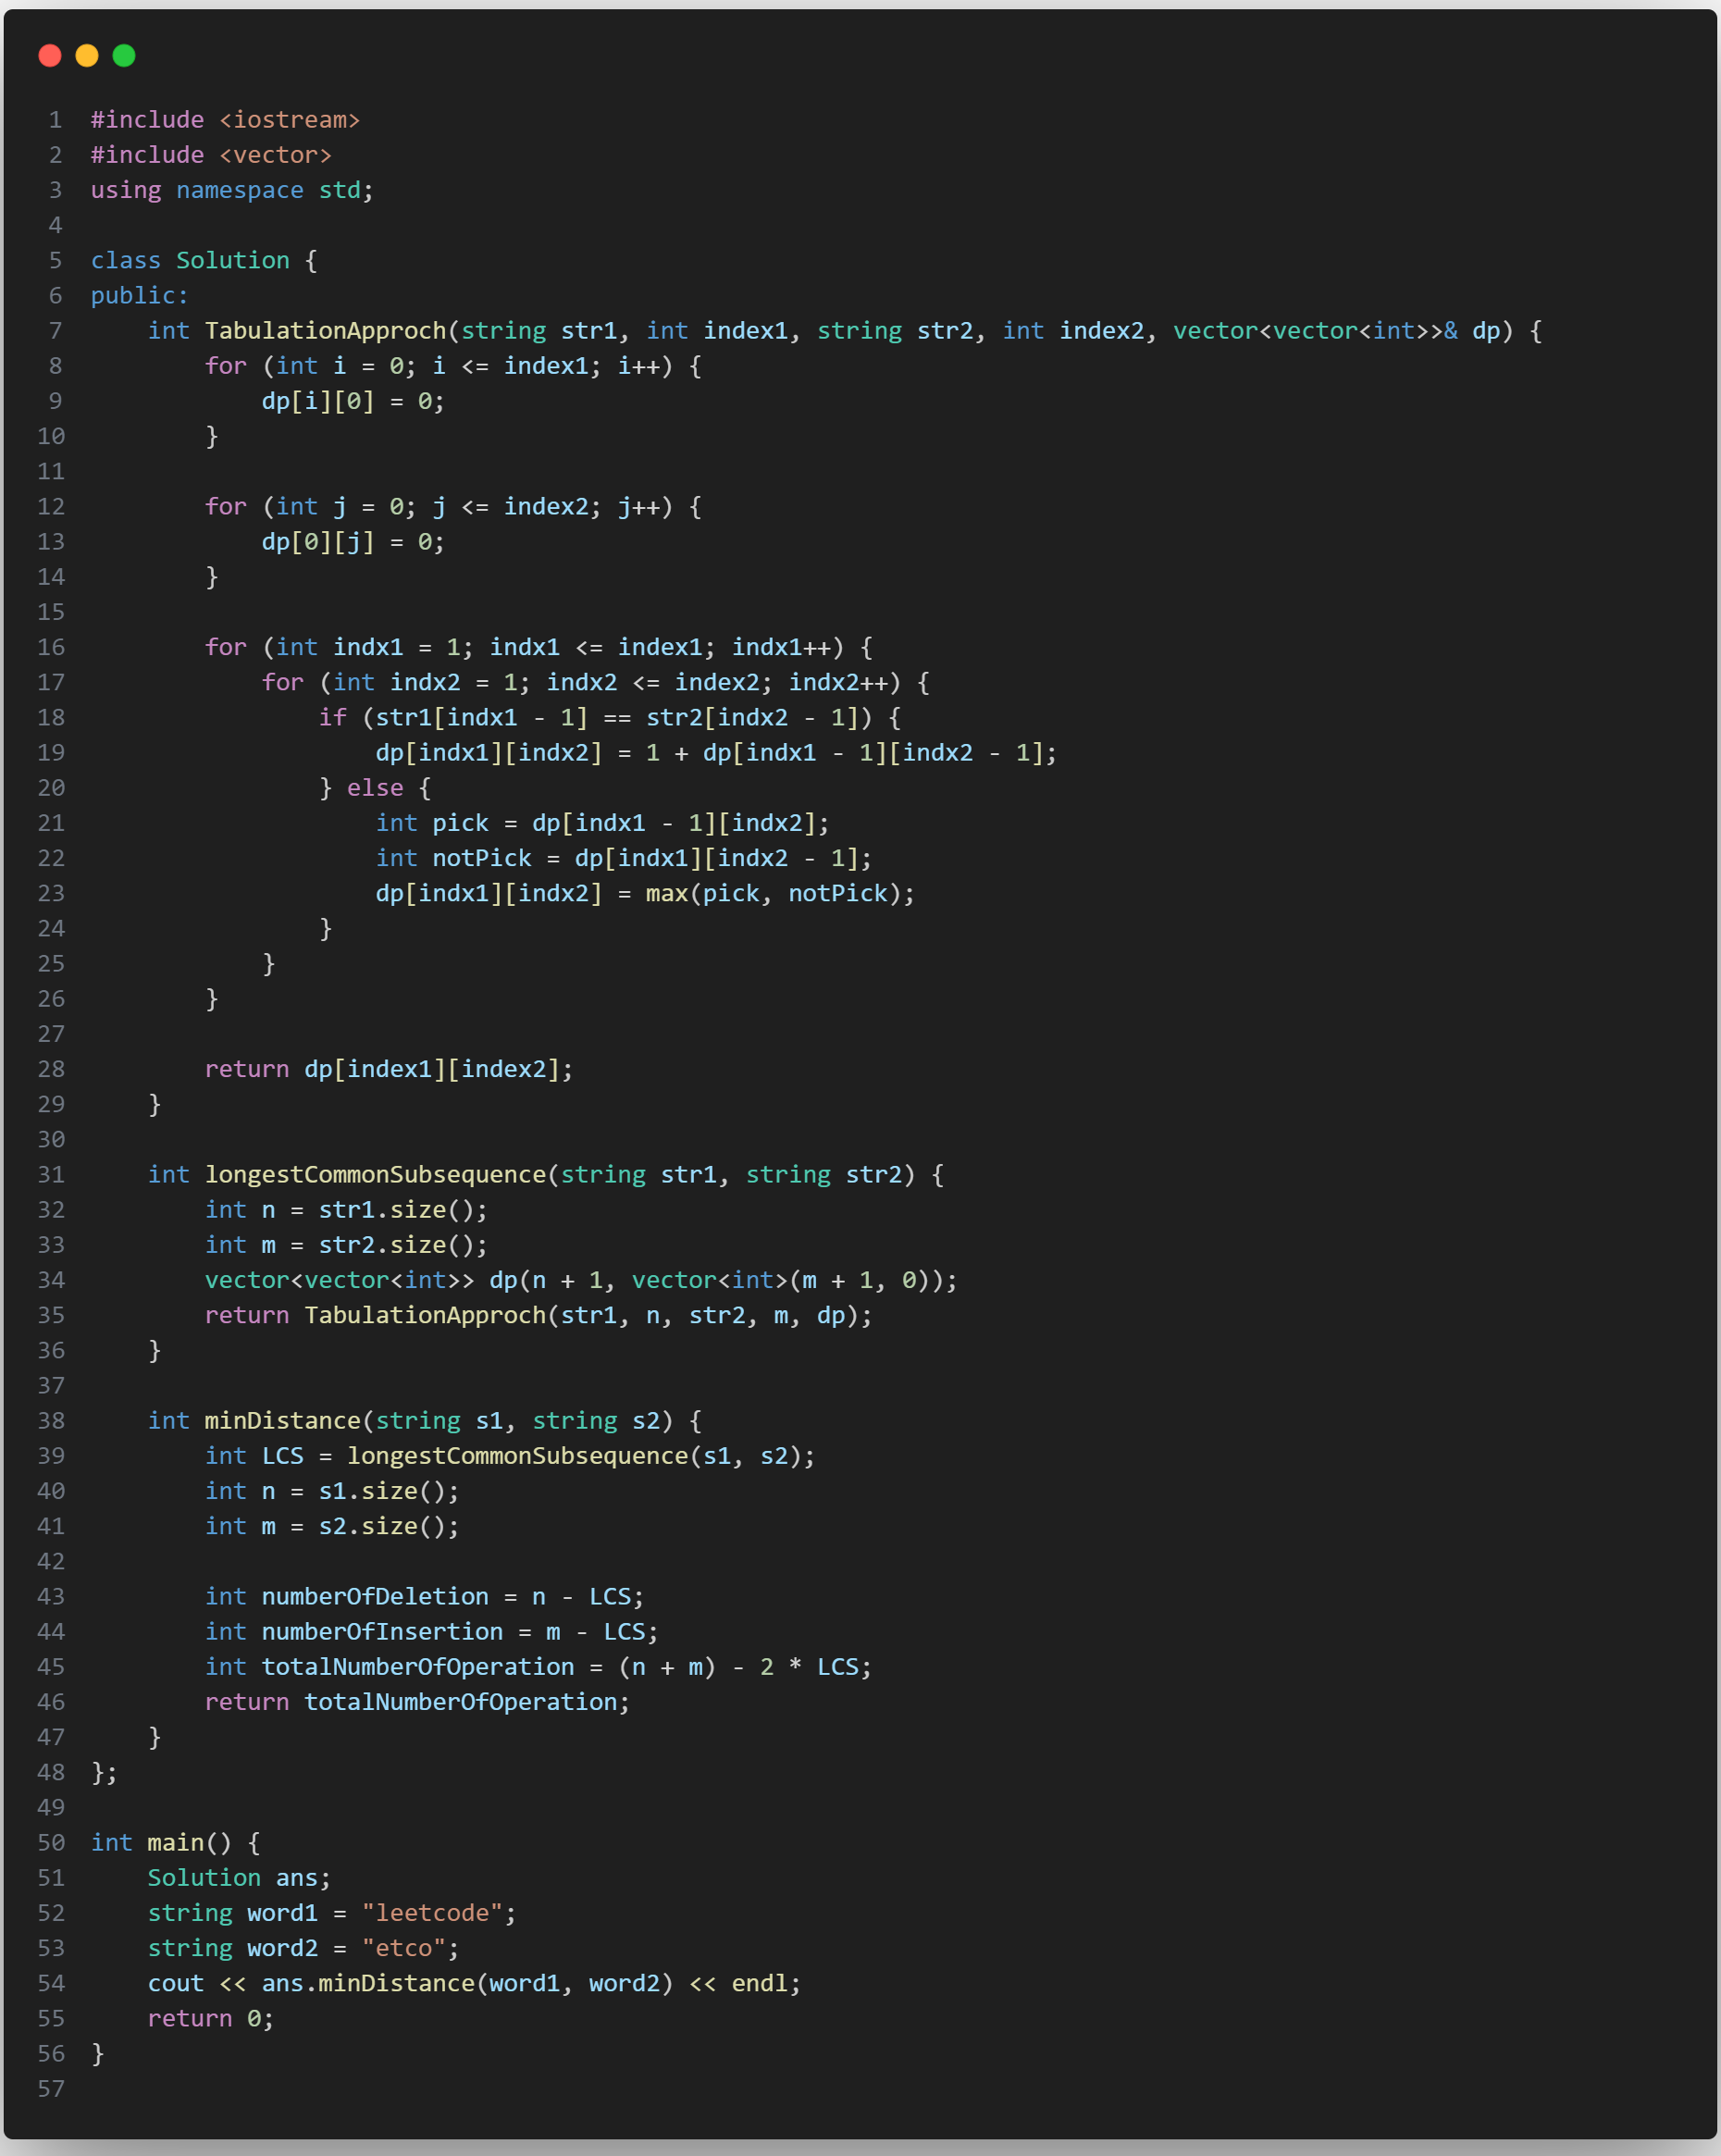 1 #include <iostream>
2 #include <vector>
3 using namespace std;
4
5 class Solution {
6 public:
7     int TabulationApproch(string str1, int index1, string str2, int index2, vector<vector<int>>& dp) {
8         for (int i = 0; i <= index1; i++) {
9             dp[i][0] = 0;
10         }
11
12         for (int j = 0; j <= index2; j++) {
13             dp[0][j] = 0;
14         }
15
16         for (int indx1 = 1; indx1 <= index1; indx1++) {
17             for (int indx2 = 1; indx2 <= index2; indx2++) {
18                 if (str1[indx1 - 1] == str2[indx2 - 1]) {
19                     dp[indx1][indx2] = 1 + dp[indx1 - 1][indx2 - 1];
20                 } else {
21                     int pick = dp[indx1 - 1][indx2];
22                     int notPick = dp[indx1][indx2 - 1];
23                     dp[indx1][indx2] = max(pick, notPick);
24                 }
25             }
26         }
27
28         return dp[index1][index2];
29     }
30
31     int longestCommonSubsequence(string str1, string str2) {
32         int n = str1.size();
33         int m = str2.size();
34         vector<vector<int>> dp(n + 1, vector<int>(m + 1, 0));
35         return TabulationApproch(str1, n, str2, m, dp);
36     }
37
38     int minDistance(string s1, string s2) {
39         int LCS = longestCommonSubsequence(s1, s2);
40         int n = s1.size();
41         int m = s2.size();
42
43         int numberOfDeletion = n - LCS;
44         int numberOfInsertion = m - LCS;
45         int totalNumberOfOperation = (n + m) - 2 * LCS;
46         return totalNumberOfOperation;
47     }
48 };
49
50 int main() {
51     Solution ans;
52     string word1 = "leetcode";
53     string word2 = "etco";
54     cout << ans.minDistance(word1, word2) << endl;
55     return 0;
56 }
57